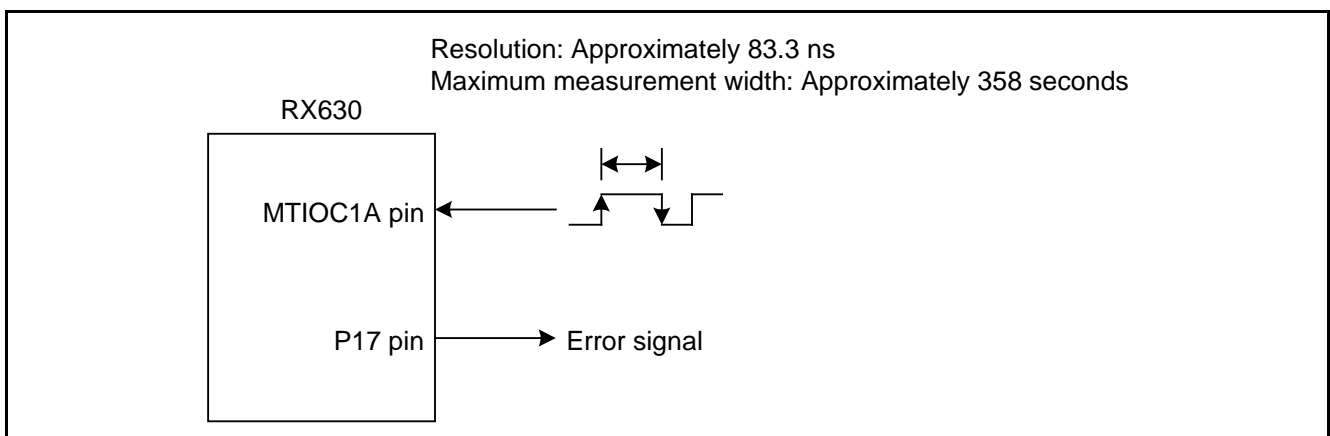 Resolution: Approximately 83.3 ns
Maximum measurement width: Approximately 358 seconds
RX630
MTIOC1A pin
P17 pin
Error signal